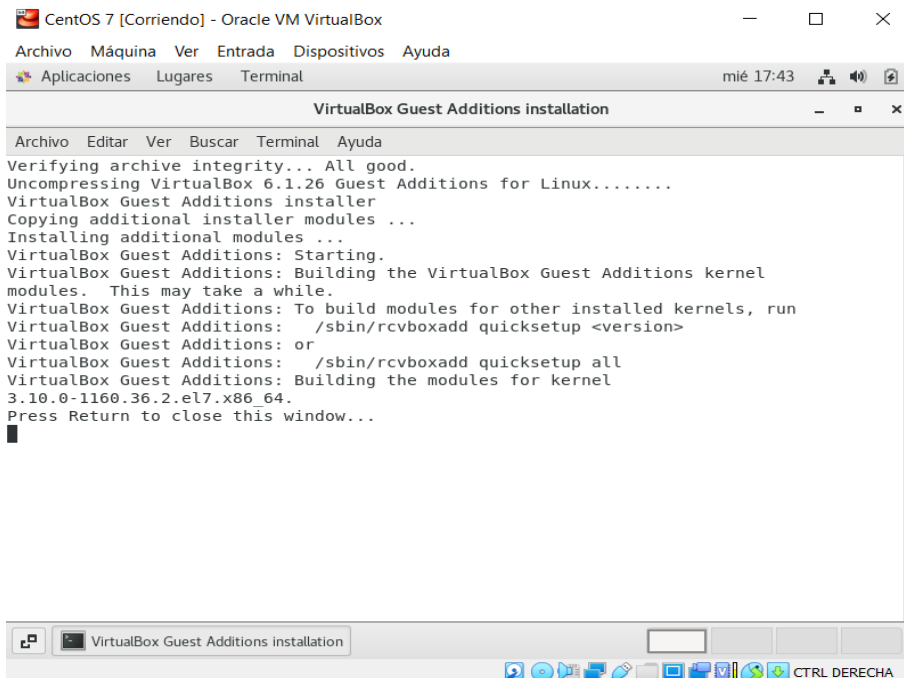 CentOS 7 [Corriendo] - Oracle VM VirtualBox
Archivo Máquina Ver Entrada Dispositivos Ayuda
Aplicaciones Lugares Terminal mié 17:43
VirtualBox Guest Additions installation
Archivo Editar Ver Buscar Terminal Ayuda
Verifying archive integrity... All good.
Uncompressing VirtualBox 6.1.26 Guest Additions for Linux........
VirtualBox Guest Additions installer
Copying additional installer modules ...
Installing additional modules ...
VirtualBox Guest Additions: Starting.
VirtualBox Guest Additions: Building the VirtualBox Guest Additions kernel
modules.  This may take a while.
VirtualBox Guest Additions: To build modules for other installed kernels, run
VirtualBox Guest Additions:   /sbin/rcvboxadd quicksetup <version>
VirtualBox Guest Additions: or
VirtualBox Guest Additions:   /sbin/rcvboxadd quicksetup all
VirtualBox Guest Additions: Building the modules for kernel
3.10.0-1160.36.2.el7.x86_64.
Press Return to close this window...
VirtualBox Guest Additions installation
CTRL DERECHA